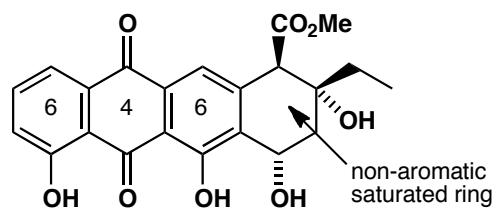 O
CO₂Me
6
4
6
OH
non-aromatic
saturated ring
OH
O
OH
OH